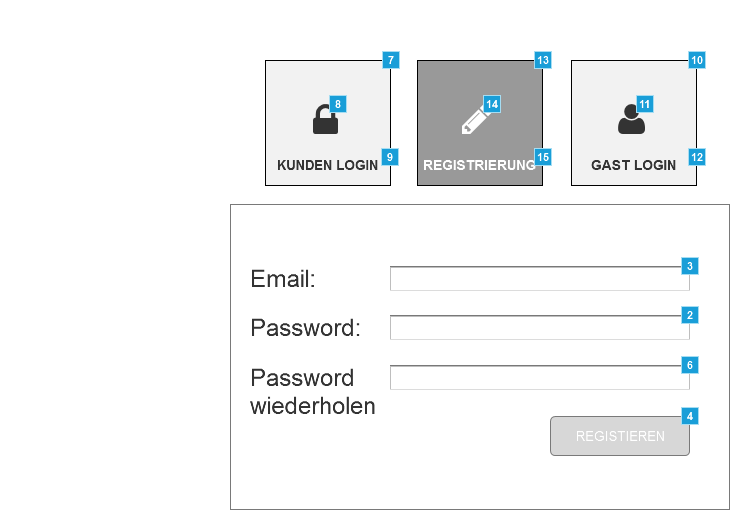 7
13
10
8
14
11
9
15
12
KUNDEN LOGIN
REGISTRIERUNG
GAST LOGIN
3
Email:
2
Password:
6
Password
wiederholen
4
REGISTIEREN